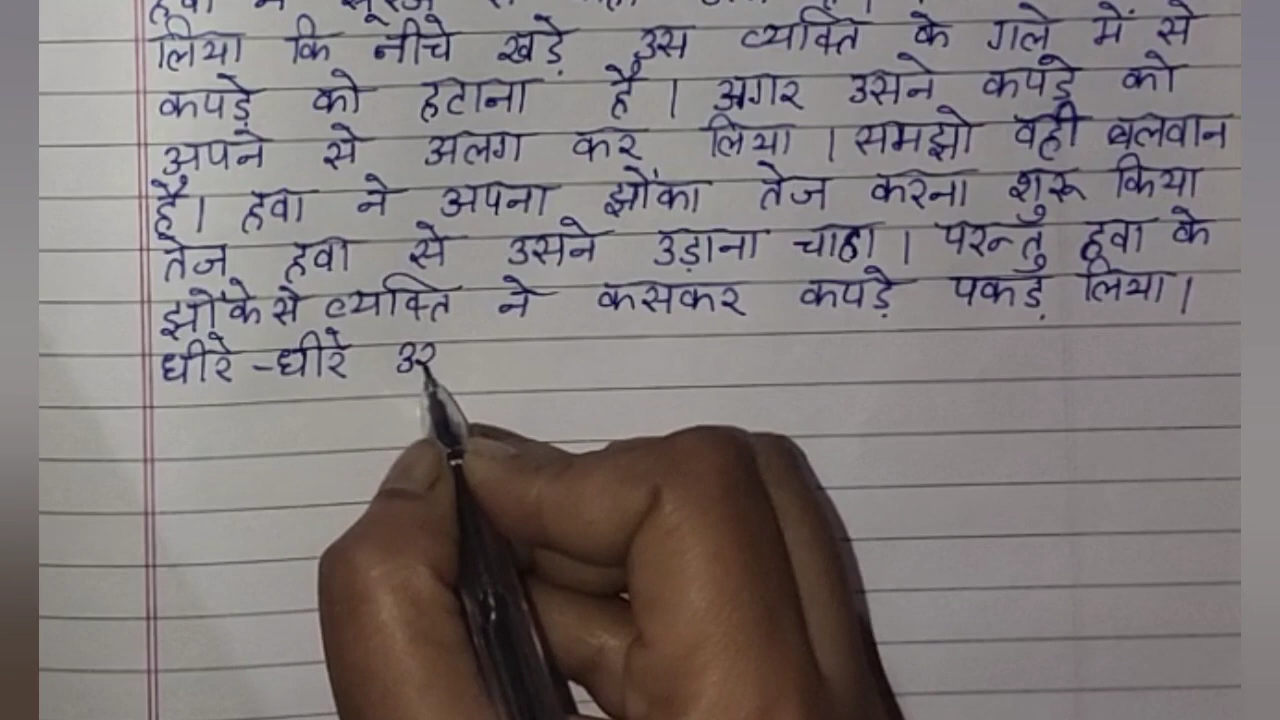 लिया कि नीचे खड़े उस व्यक्ति के गले में से
कपड़े को हटाना है। अगर उसने कपड़े को
अपने से अलग कर लिया। समझो वही बलवान
है। हवा ने अपना झोंका तेज करना शुरू किया
तेज हवा से उसने उड़ाना चाहा। परन्तु हवा के
झोंके से व्यक्ति ने कसकर कपड़े पकड़ लिया।
धीरे-धीरे